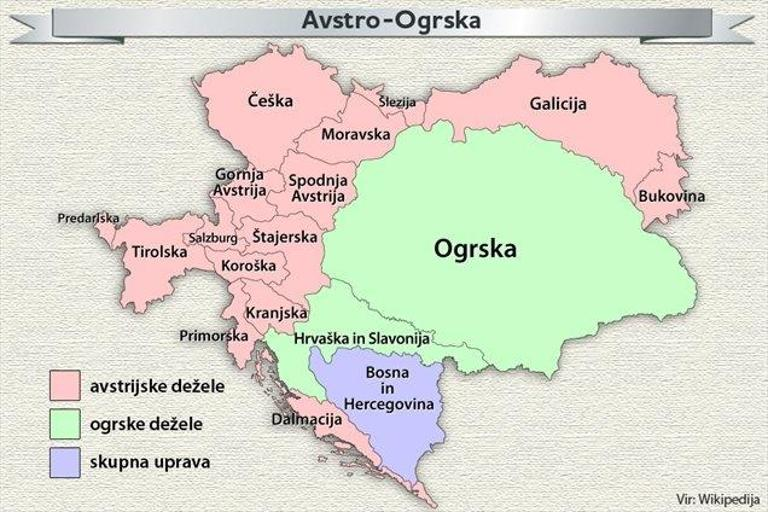 Avstro-Ogrska
Češka
Šlezija
Galicija
Moravska
Gornja
Avstrija
Spodnja
Avstrija
Bukovina
Predarlska
Salzburg
Štajerska
Tirolska
Ogrska
Koroška
Kranjska
Primorska
Hrvaška in Slavonija
Bosna
in
Hercegovina
Dalmacija
avstrijske dežele
ogrske dežele
skupna uprava
Vir: Wikipedija